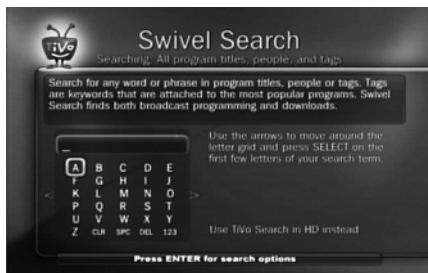 TiVo
Swivel Search
Searching: All program titles, people, and tags
Search for any word or phrase in program titles, people or tags. Tags
are keywords that are attached to the most popular programs. Swivel
Search finds both broadcast programming and downloads.
Use the arrows to move around the
letter grid and press SELECT on the
first few letters of your search term.
A B C D E
F G H I J
K L M N O
P Q R S T
U V W X Y
Z CLR SPC DEL 123
Use TiVo Search in HD instead
Press ENTER for search options